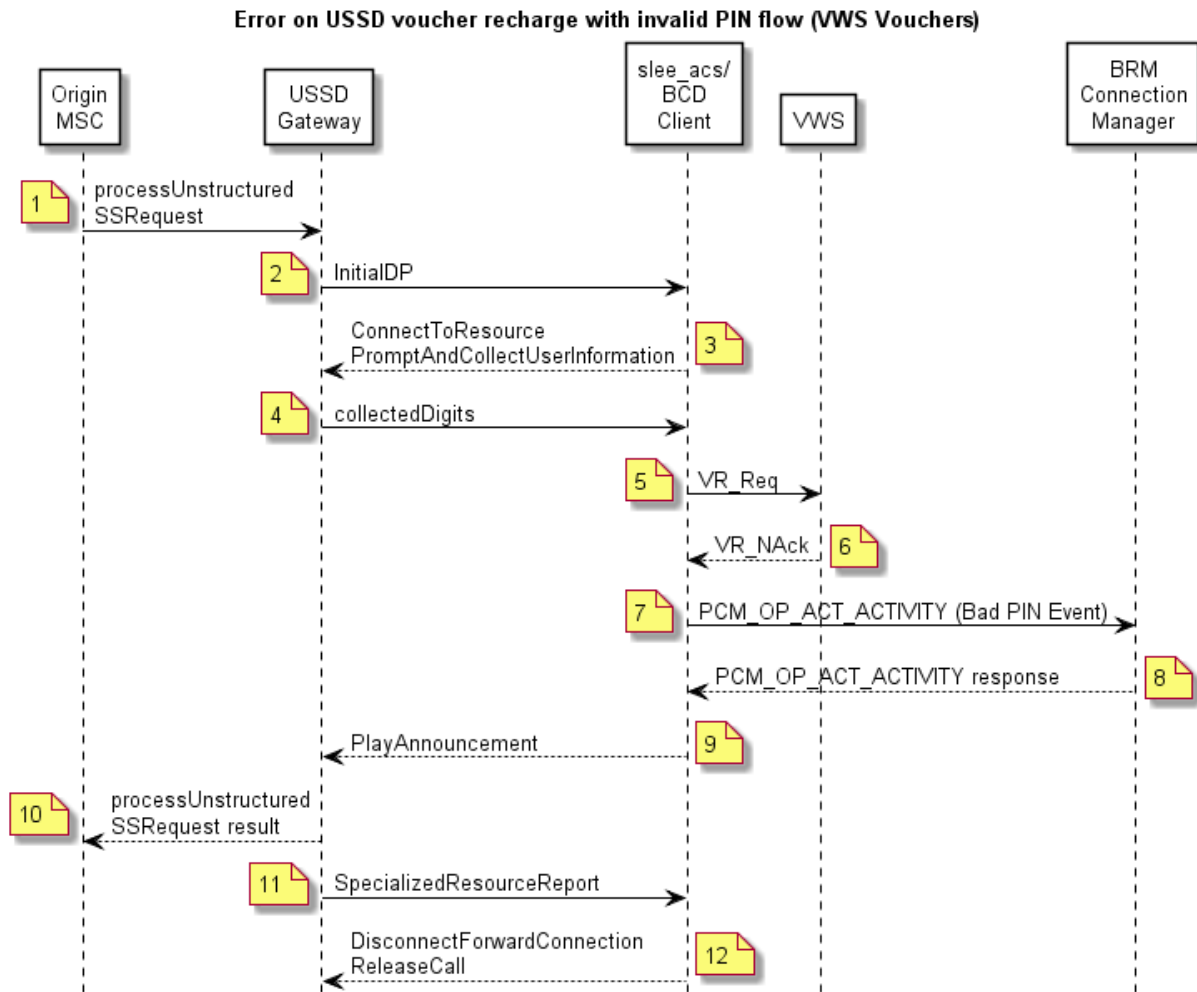 Error on USSD voucher recharge with invalid PIN flow (VWS Vouchers)
Origin
MSC
USSD
Gateway
slee_acs/
BCD
Client
VWS
BRM
Connection
Manager
1
processUnstructured
SSRequest
2
InitialDP
ConnectToResource
PromptAndCollectUserInformation
3
4
collectedDigits
5
VR_Req
VR_NAck
6
7
PCM_OP_ACT_ACTIVITY (Bad PIN Event)
PCM_OP_ACT_ACTIVITY response
8
PlayAnnouncement
9
10
processUnstructured
SSRequest result
11
SpecializedResourceReport
DisconnectForwardConnection
ReleaseCall
12